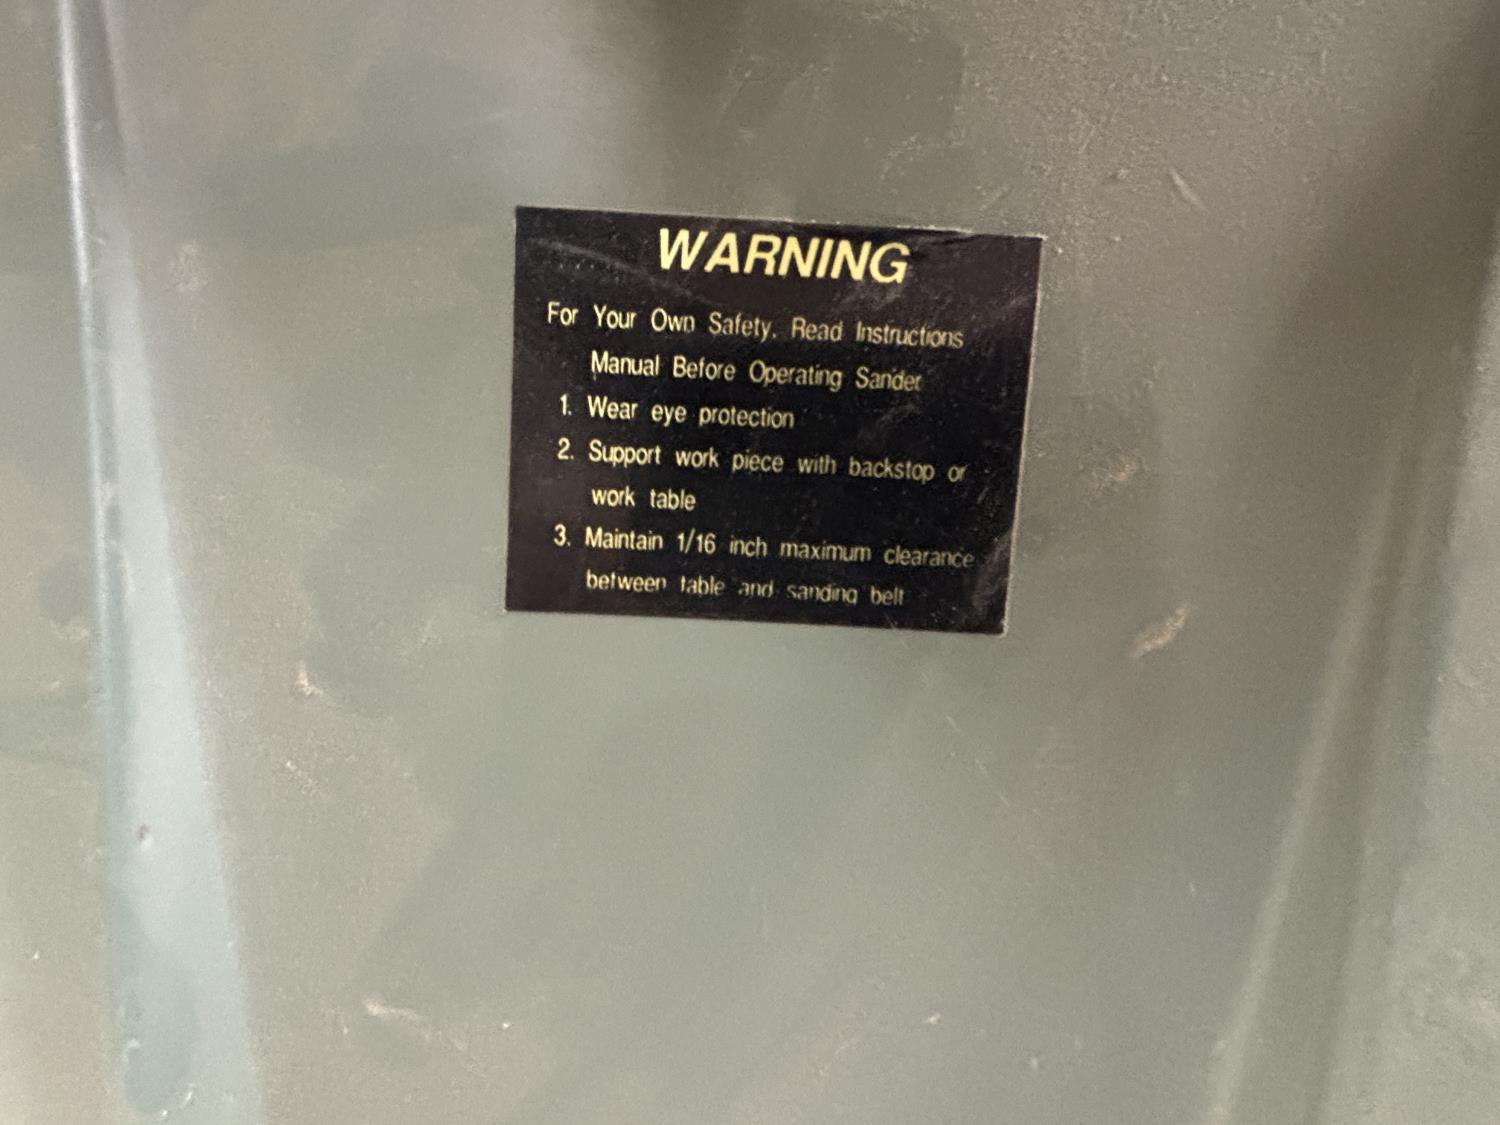 WARNING
For Your Own Safety. Read Instructions
Manual Before Operating Sander
1. Wear eye protection
2. Support work piece with backstop or
work table
3. Maintain 1/16 inch maximum clearance
between table and sanding belt